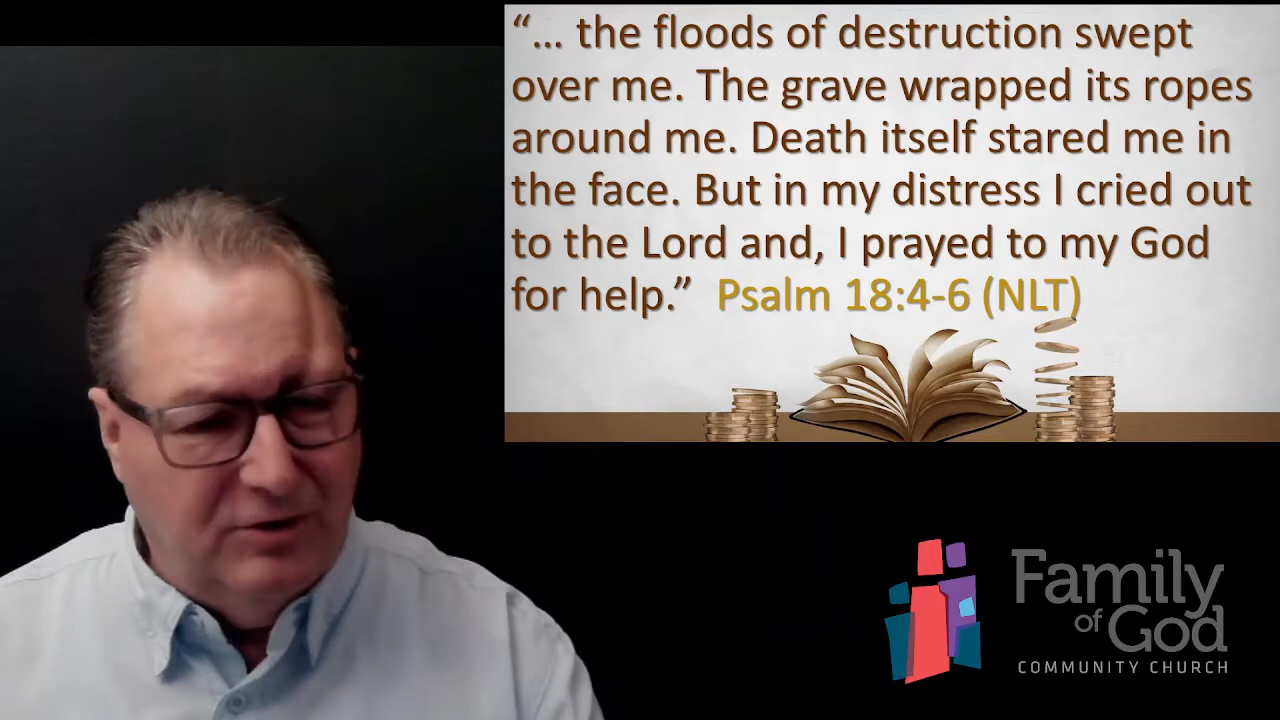 “... the floods of destruction swept
over me. The grave wrapped its ropes
around me. Death itself stared me in
the face. But in my distress I cried out
to the Lord and, I prayed to my God
for help.” Psalm 18:4-6 (NLT)
Family
of God
COMMUNITY CHURCH